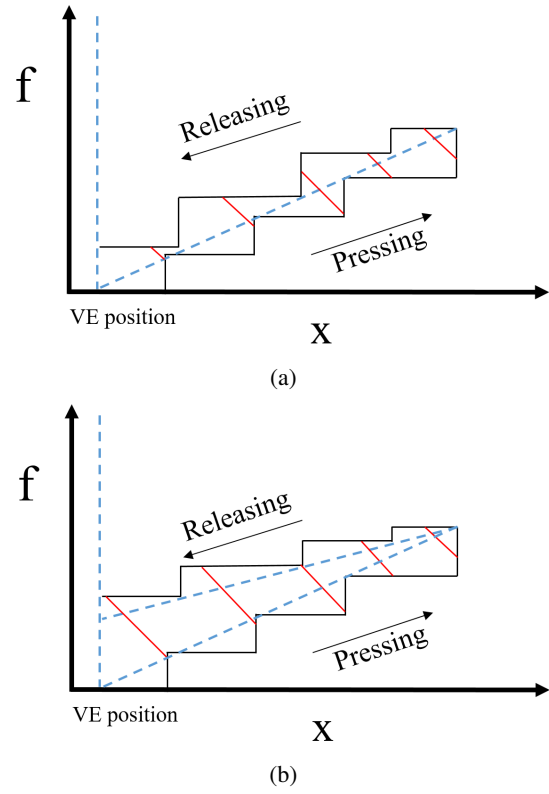 f
Releasing
Pressing
VE position
x
(a)
f
Releasing
Pressing
VE position
x
(b)